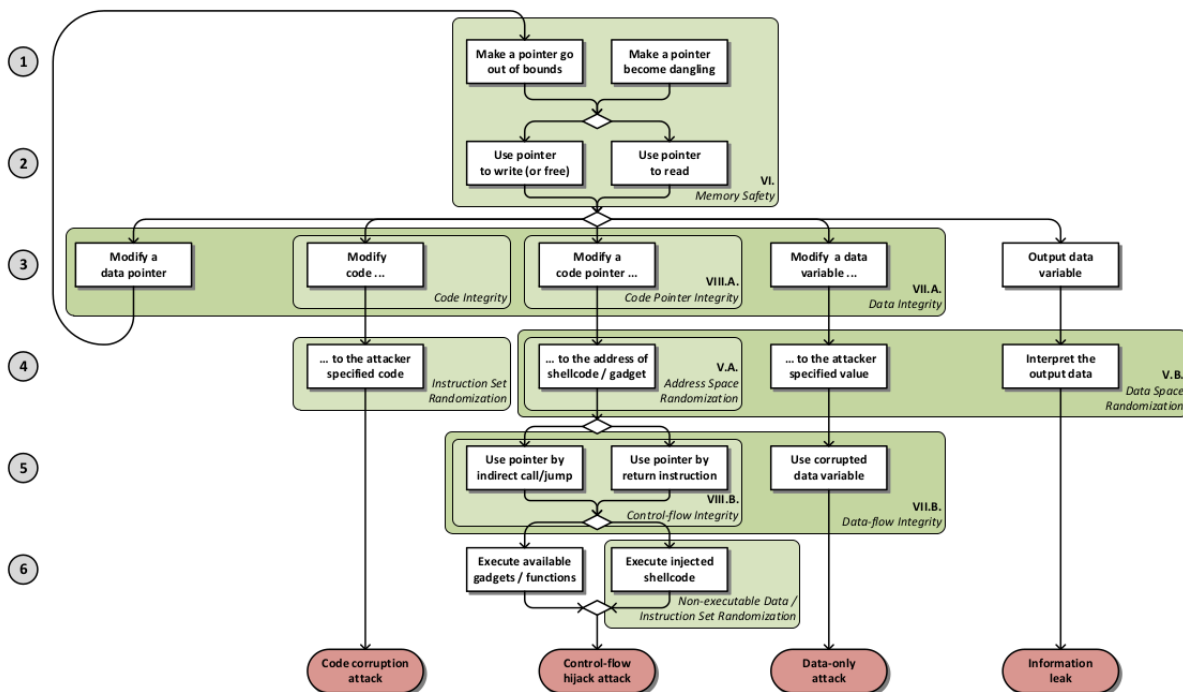 1
Make a pointer go
out of bounds
Make a pointer
become dangling
2
Use pointer
to write (or free)
Use pointer
to read
VI.
Memory Safety
3
Modify a
data pointer
Modify
code ...
Code Integrity
Modify a
code pointer ...
VIII.A.
Code Pointer Integrity
Modify a data
variable ...
VII.A.
Data Integrity
Output data
variable
4
... to the attacker
specified code
Instruction Set
Randomization
... to the address of
shellcode / gadget
V.A.
Address Space
Randomization
... to the attacker
specified value
Interpret the
output data
V.B.
Data Space
Randomization
5
Use pointer by
indirect call/jump
Use pointer by
return instruction
VIII.B.
Control-flow Integrity
Use corrupted
data variable
VII.B.
Data-flow Integrity
6
Execute available
gadgets / functions
Execute injected
shellcode
Non-executable Data /
Instruction Set Randomization
Code corruption
attack
Control-flow
hijack attack
Data-only
attack
Information
leak